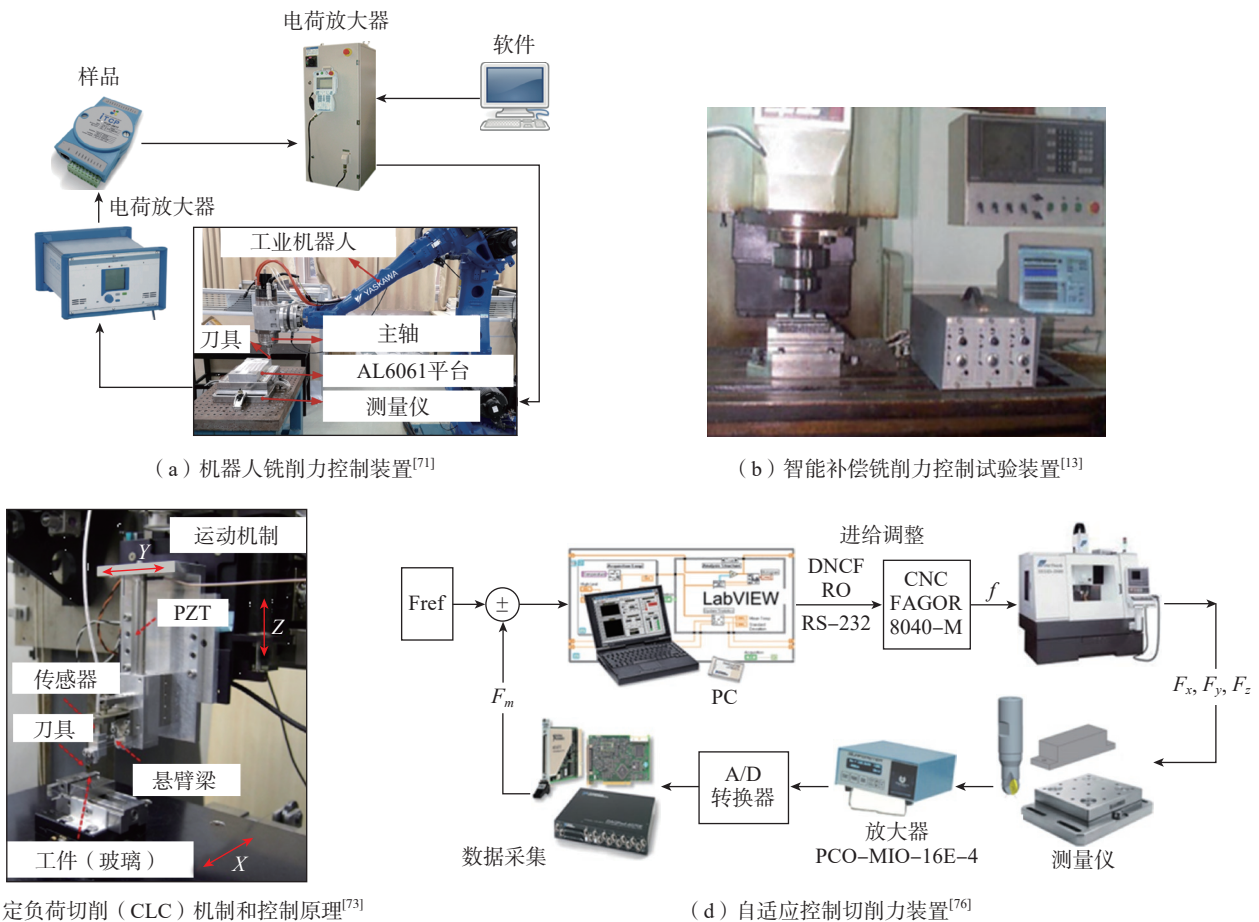 电荷放大器
软件
样品
iTCP
电荷放大器
工业机器人
YASKAWA
刀具
主轴
AL6061平台
测量仪
（a）机器人铣削力控制装置[71]
（b）智能补偿铣削力控制试验装置[13]
运动机制
Y
PZT
Z
传感器
刀具
悬臂梁
工件（玻璃）
X
定负荷切削（CLC）机制和控制原理[73]
Fref
±
LabVIEW
PC
进给调整
DNCF
RO
RS-232
CNC
FAGOR
8040-M
f
Fx, Fy, Fz
Fm
数据采集
A/D
转换器
放大器
PCO-MIO-16E-4
测量仪
（d）自适应控制切削力装置[76]